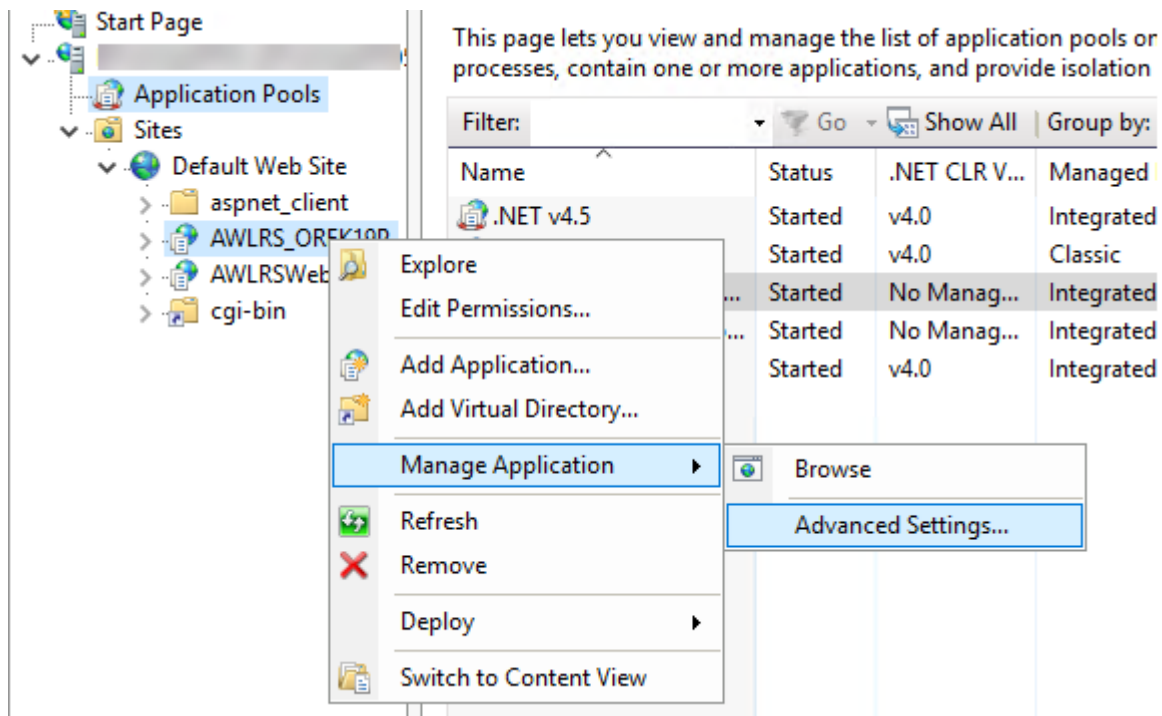 Start Page
Application Pools
Sites
Default Web Site
aspnet_client
AWLRS_OREK19P
AWLRSWeb
cgi-bin
This page lets you view and manage the list of application pools on
processes, contain one or more applications, and provide isolation
Filter: Go Show All Group by:
Name Status .NET CLR V... Managed
.NET v4.5 Started v4.0 Integrated
Started v4.0 Classic
... Started No Manag... Integrated
... Started No Manag... Integrated
Started v4.0 Integrated
Explore
Edit Permissions...
Add Application...
Add Virtual Directory...
Manage Application
Refresh
Remove
Deploy
Switch to Content View
Browse
Advanced Settings...